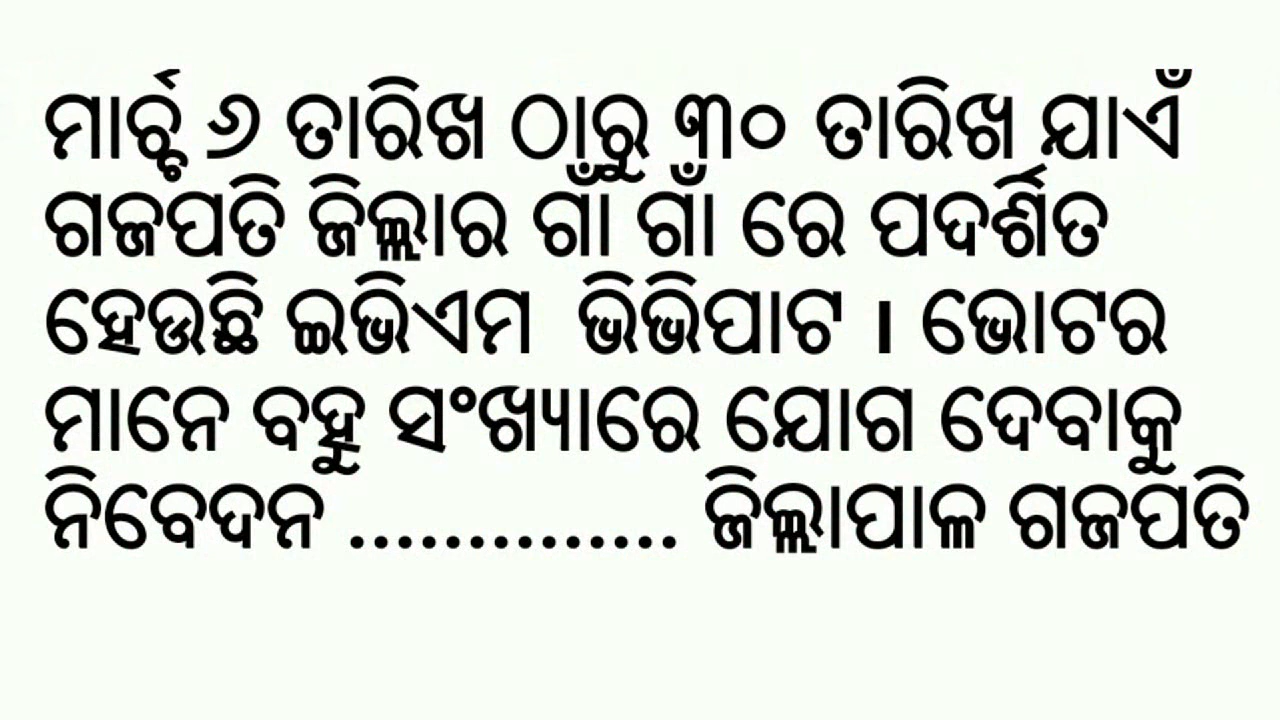 ମାର୍ଚ୍ଚ ୬ ତାରିଖ ଠାରୁ ୩୦ ତାରିଖ ଯାଏଁ
ଗଜପତି ଜିଲ୍ଲାର ଗାଁ ଗାଁ ରେ ପଦର୍ଶିତ
ହେଉଛି ଇଭିଏମ ଭିଭିପାଟ । ଭୋଟର
ମାନେ ବହୁ ସଂଖ୍ୟାରେ ଯୋଗ ଦେବାକୁ
ନିବେଦନ .............. ଜିଲ୍ଲାପାଳ ଗଜପତି